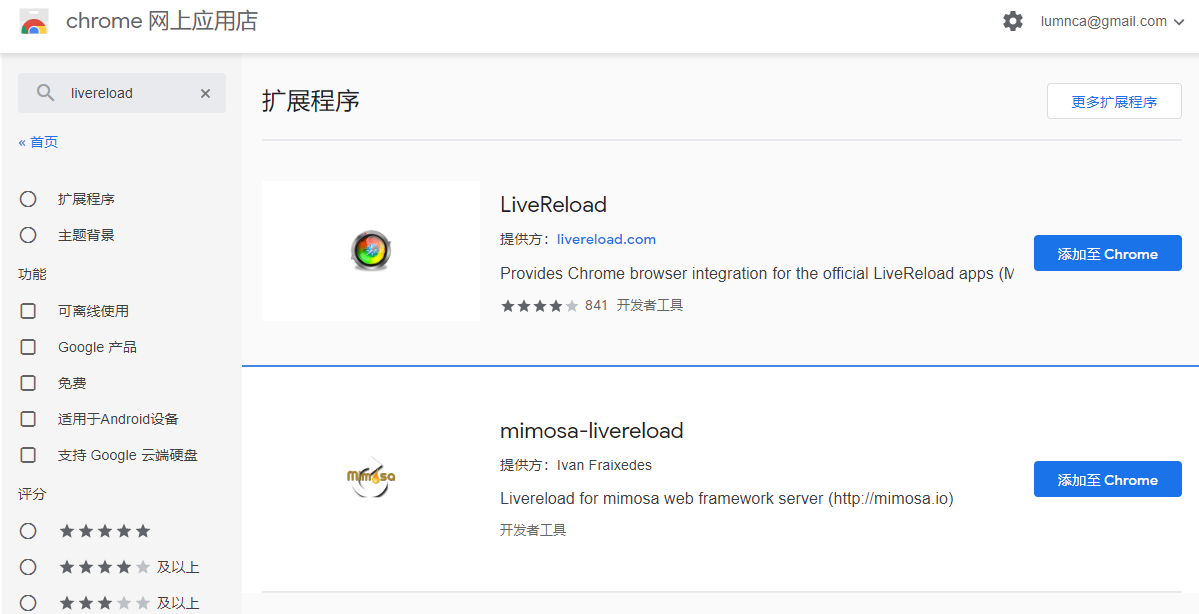 chrome 网上应用店
lumnca@gmail.com
livereload
« 首页
扩展程序
主题背景
功能
可离线使用
Google 产品
免费
适用于Android设备
支持 Google 云端硬盘
评分
及以上
及以上
扩展程序
更多扩展程序
LiveReload
提供方：livereload.com
Provides Chrome browser integration for the official LiveReload apps (M
841 开发者工具
添加至 Chrome
mimosa
mimosa-livereload
提供方：Ivan Fraixedes
Livereload for mimosa web framework server (http://mimosa.io)
开发者工具
添加至 Chrome